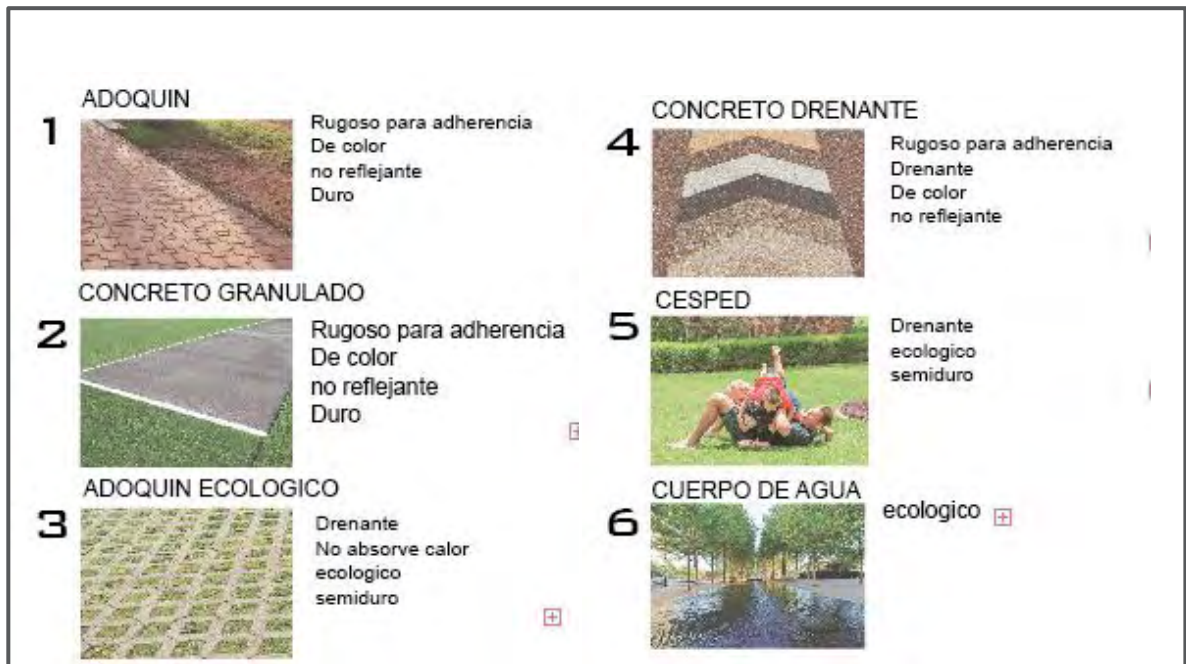 1
ADOQUIN
Rugoso para adherencia
De color
no reflejante
Duro
2
CONCRETO GRANULADO
Rugoso para adherencia
De color
no reflejante
Duro
3
ADOQUIN ECOLOGICO
Drenante
No absorve calor
ecologico
semiduro
4
CONCRETO DRENANTE
Rugoso para adherencia
Drenante
De color
no reflejante
5
CESPED
Drenante
ecologico
semiduro
6
CUERPO DE AGUA
ecologico